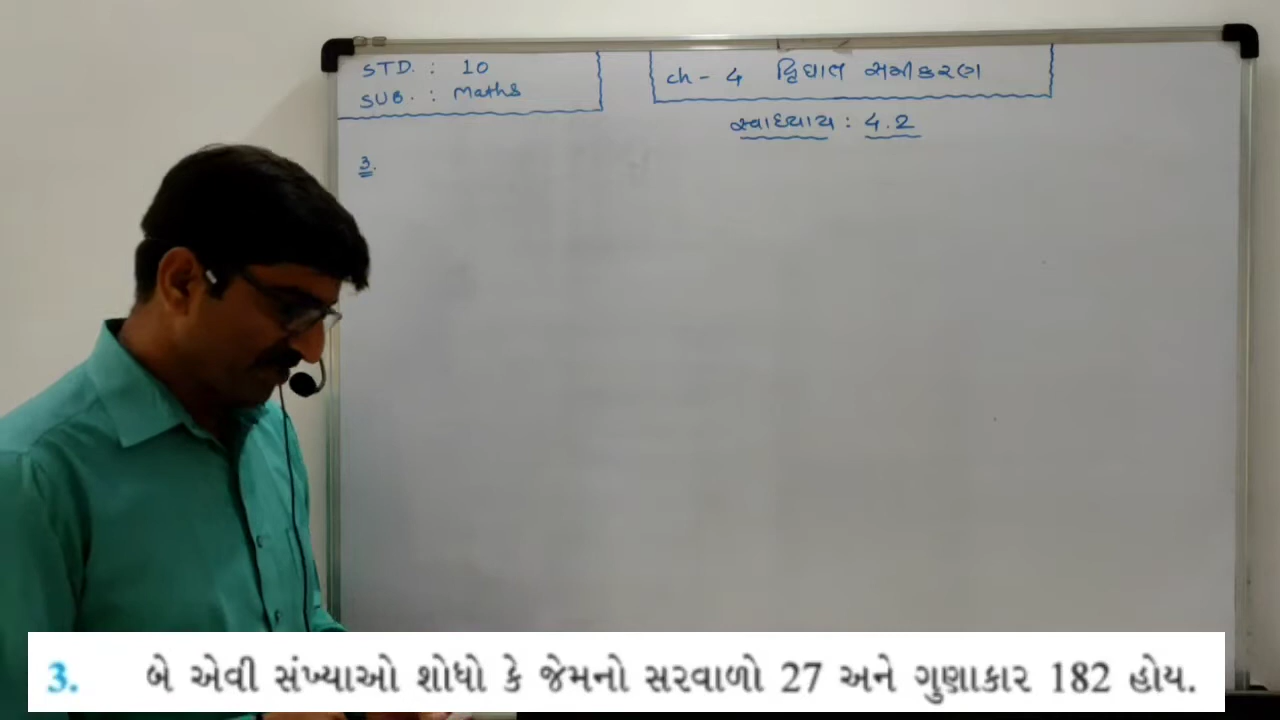 STD. : 10
SUB. : Maths
ch - 4 દ્વિઘાત સમીકરણ
સ્વાધ્યાય : 4.2
3.
3. બે એવી સંખ્યાઓ શોધો કે જેમનો સરવાળો 27 અને ગુણાકાર 182 હોય.